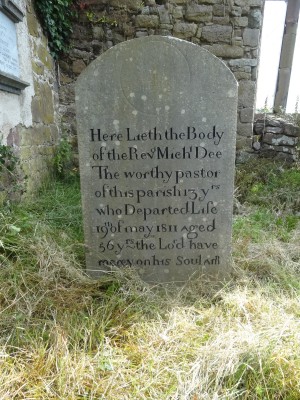 Here Lieth the Body
of the Revd Michl Dee
The worthy pastor
of this parish 13 yrs
who Departed Life
19th of may 1811 aged
56 yrs the Lord have
mercy on his Soul AM